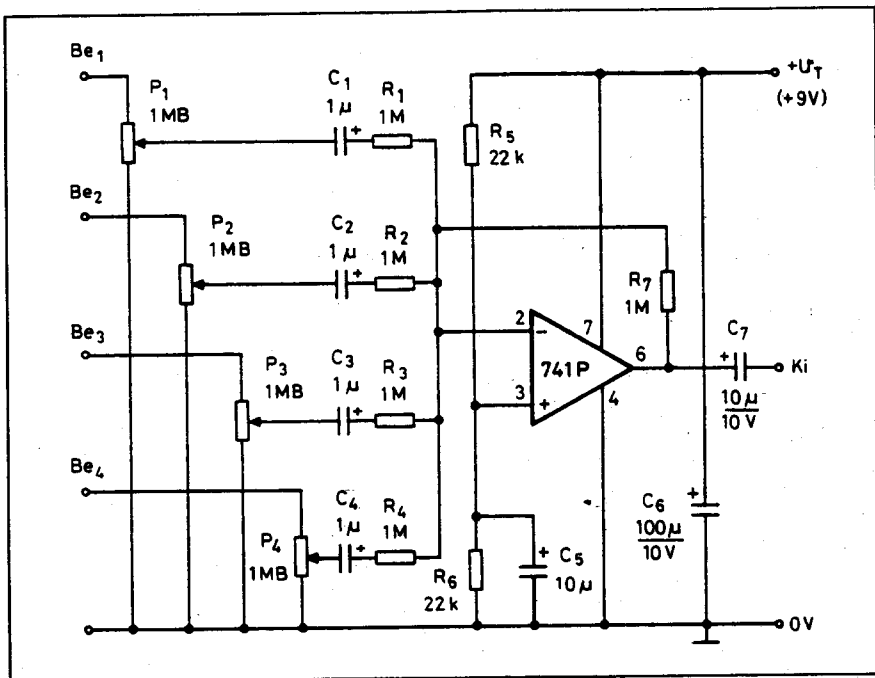 Be1
P1
1MB
C1
1µ
+
R1
1M
Be2
P2
1MB
C2
1µ
+
R2
1M
Be3
P3
1MB
C3
1µ
+
R3
1M
Be4
P4
1MB
C4
1µ
+
R4
1M
R5
22k
+UT
(+9V)
R7
1M
2
-
7
741P
6
3
+
4
C7
+
10µ
10V
Ki
R6
22k
+
C5
10µ
C6
+
100µ
10V
0V